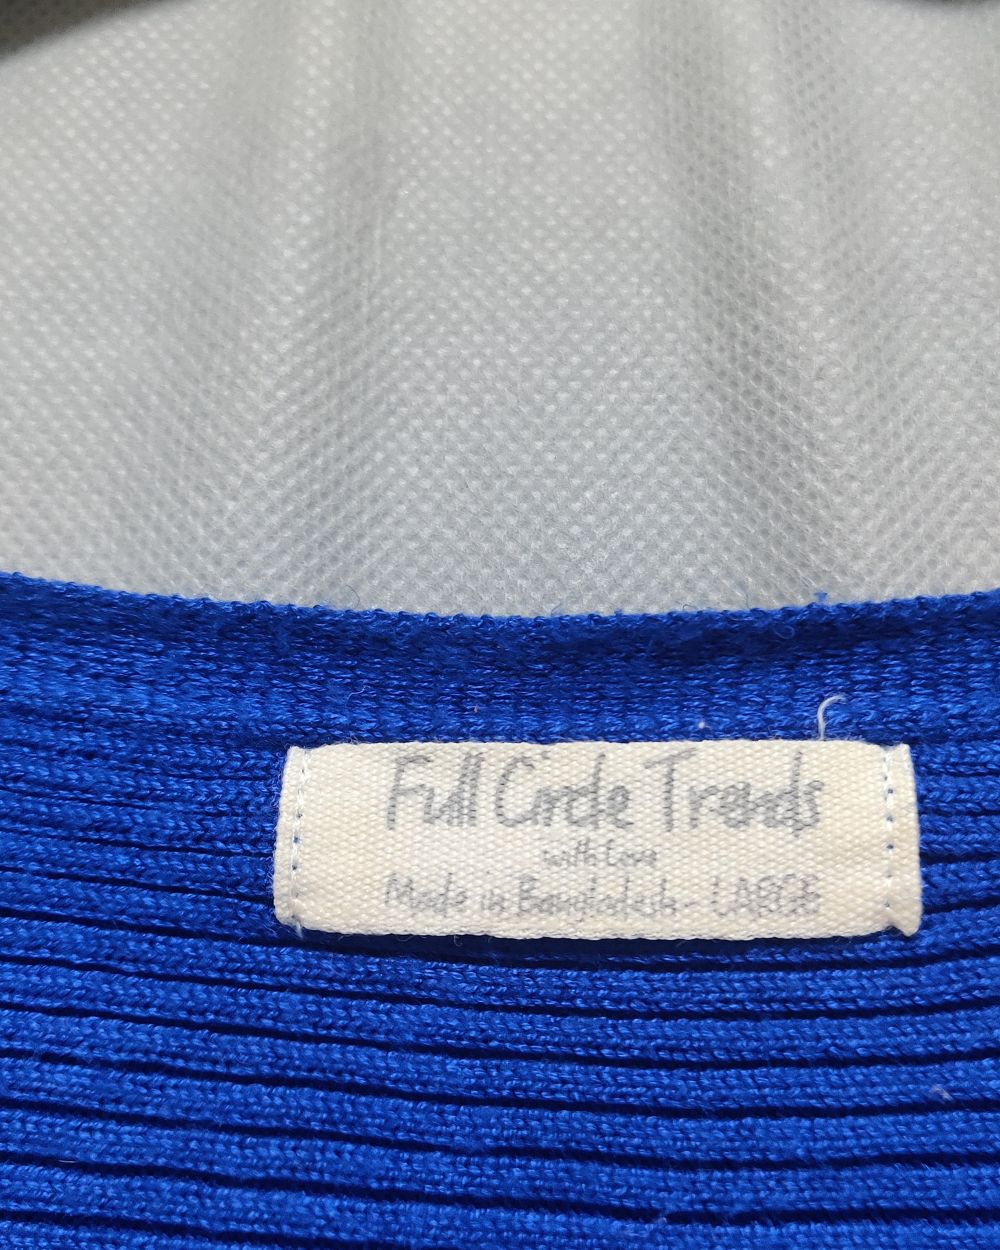 Full Circle Trends
with Love
Made in Bangladesh - LARGE